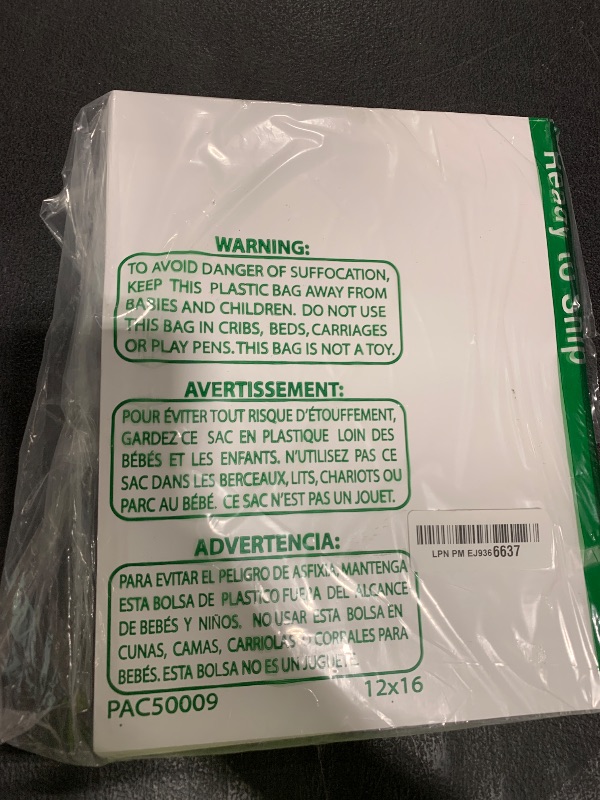 Ready to Ship
WARNING:
TO AVOID DANGER OF SUFFOCATION,
KEEP THIS PLASTIC BAG AWAY FROM
BABIES AND CHILDREN. DO NOT USE
THIS BAG IN CRIBS, BEDS, CARRIAGES
OR PLAY PENS. THIS BAG IS NOT A TOY.
AVERTISSEMENT:
POUR ÉVITER TOUT RISQUE D'ÉTOUFFEMENT,
GARDEZ CE SAC EN PLASTIQUE LOIN DES
BÉBÉS ET LES ENFANTS. N'UTILISEZ PAS CE
SAC DANS LES BERCEAUX, LITS, CHARIOTS OU
PARC AU BÉBÉ. CE SAC N'EST PAS UN JOUET.
LPN PM EJ9366637
ADVERTENCIA:
PARA EVITAR EL PELIGRO DE ASFIXIA, MANTENGA
ESTA BOLSA DE PLASTICO FUERA DEL ALCANCE
DE BEBÉS Y NIÑOS. NO USAR ESTA BOLSA EN
CUNAS, CAMAS, CARRIOLAS O CORRALES PARA
BEBÉS. ESTA BOLSA NO ES UN JUGUETE.
PAC50009 12x16